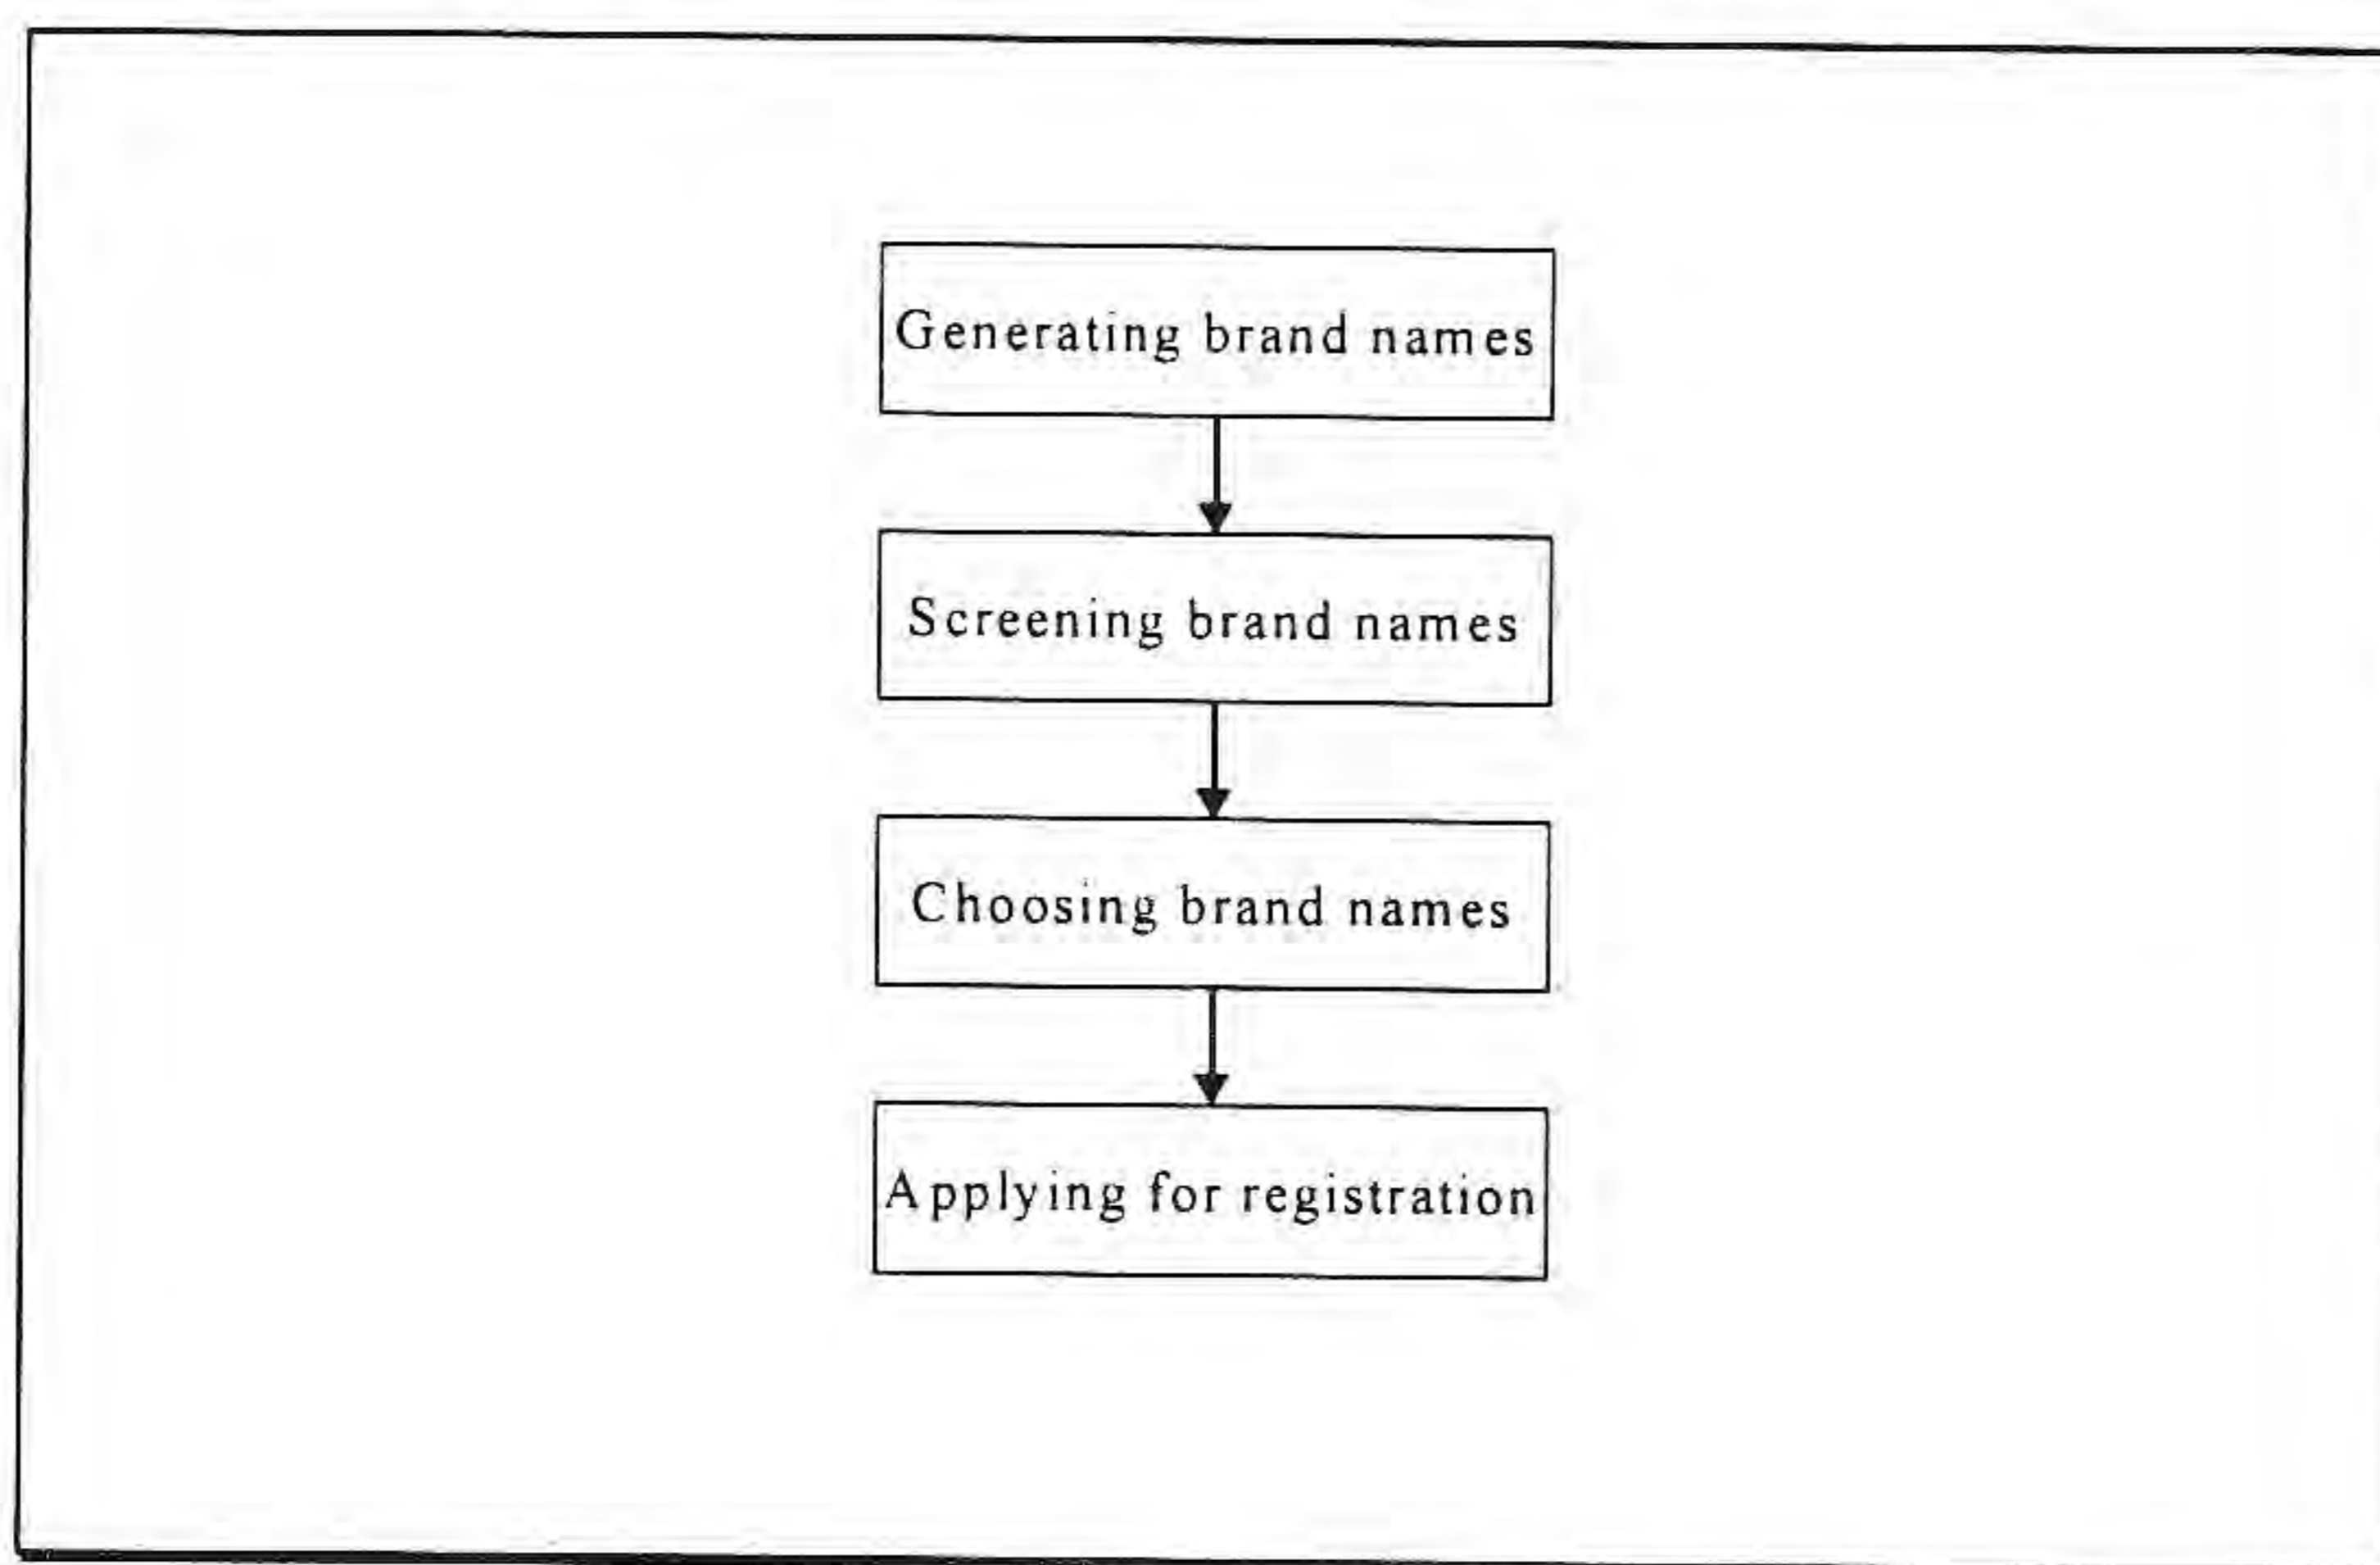 Generating brand names
Screening brand names
Choosing brand names
Applying for registration